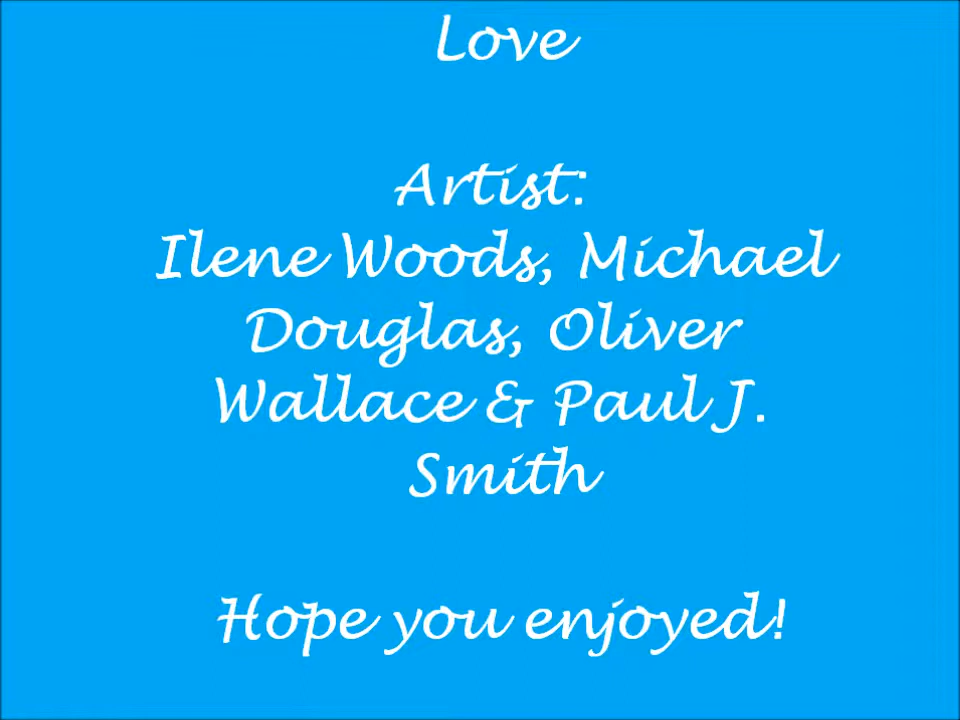 Love
Artist:
Ilene Woods, Michael
Douglas, Oliver
Wallace & Paul J.
Smith
Hope you enjoyed!